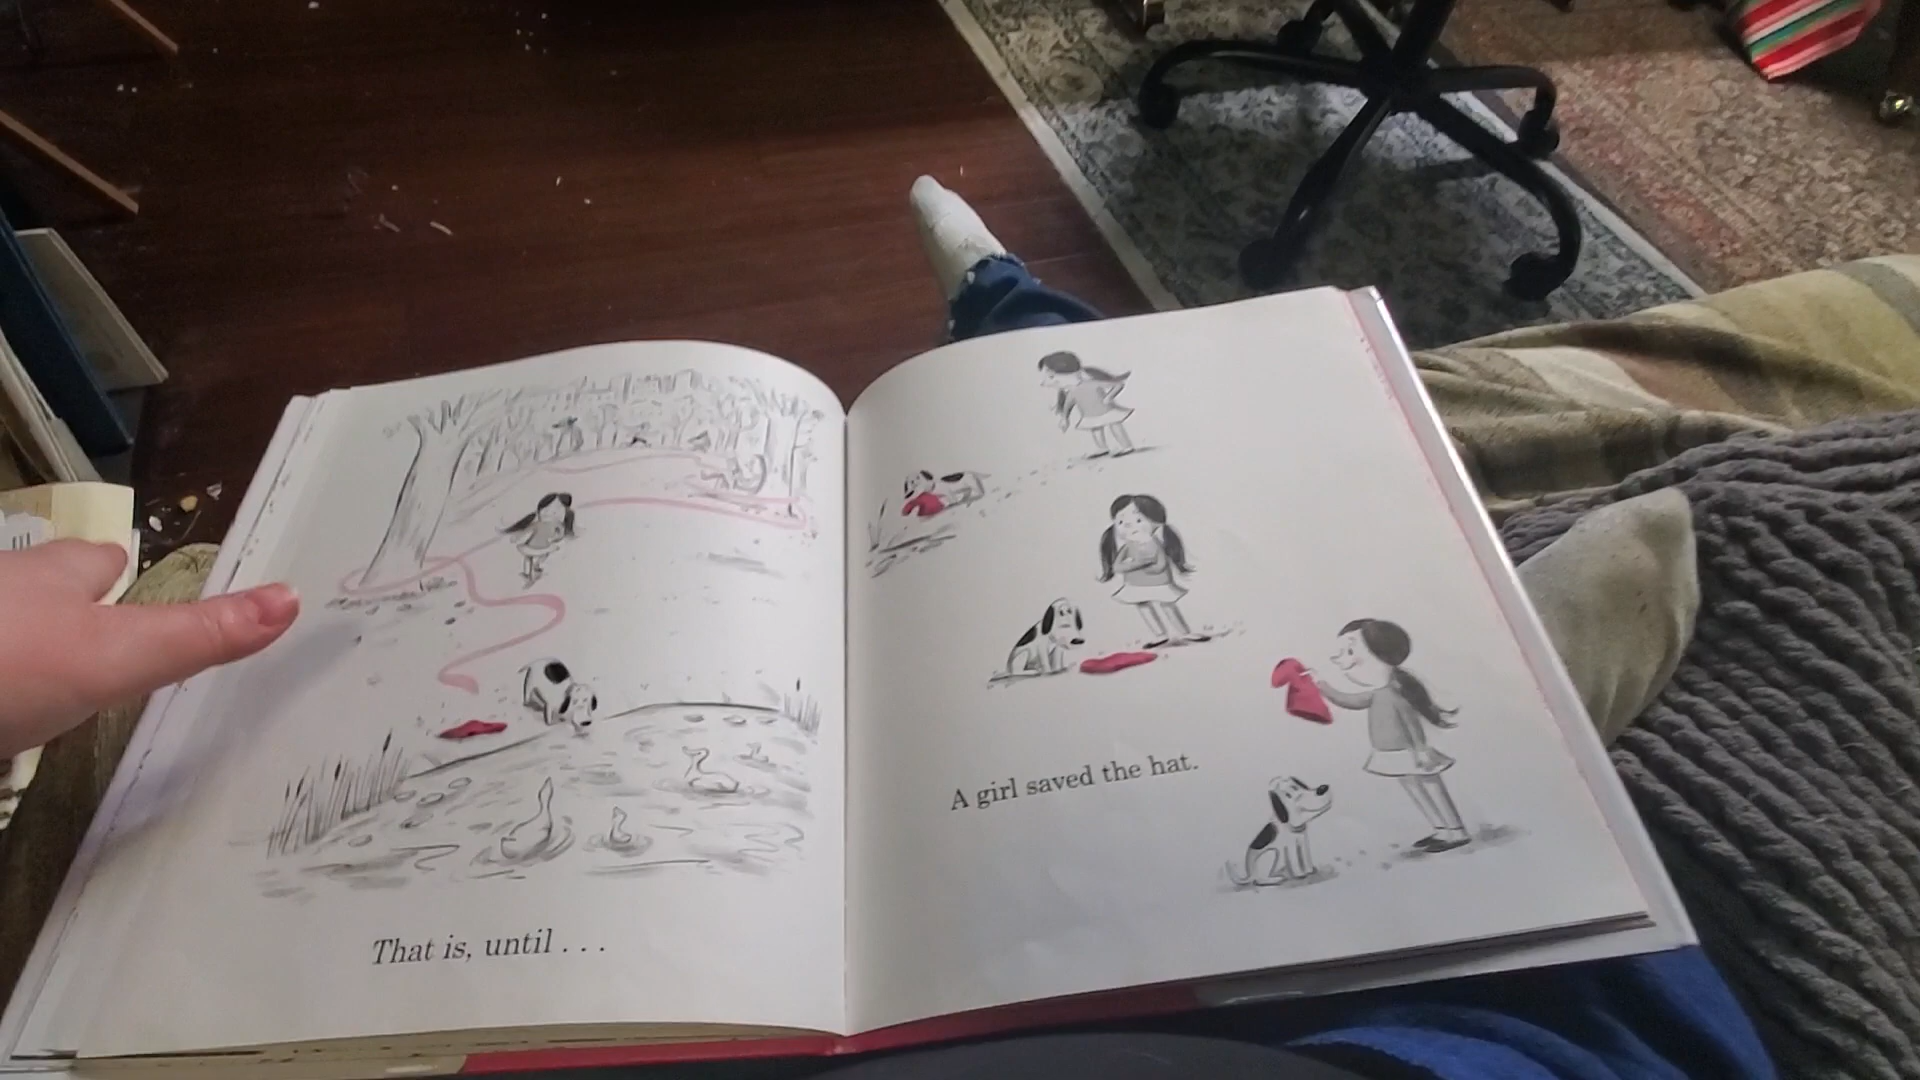 That is, until . . .
A girl saved the hat.